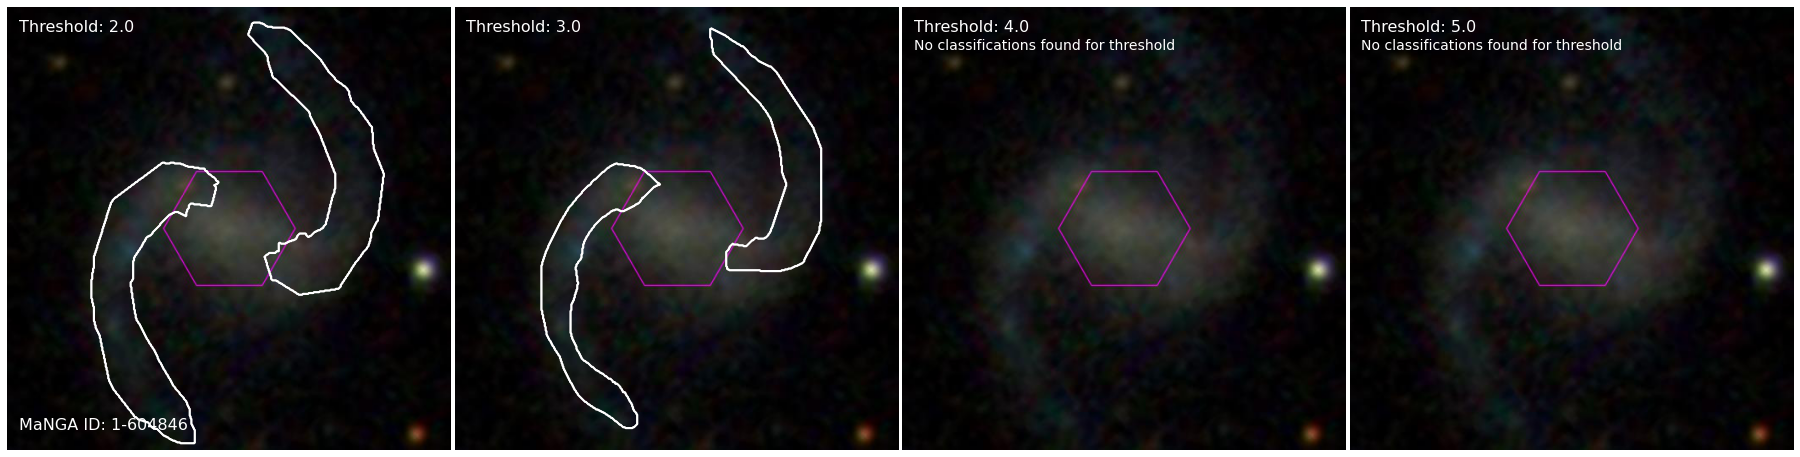 Threshold: 2.0
MaNGA ID: 1-604846
Threshold: 3.0
Threshold: 4.0
No classifications found for threshold
Threshold: 5.0
No classifications found for threshold